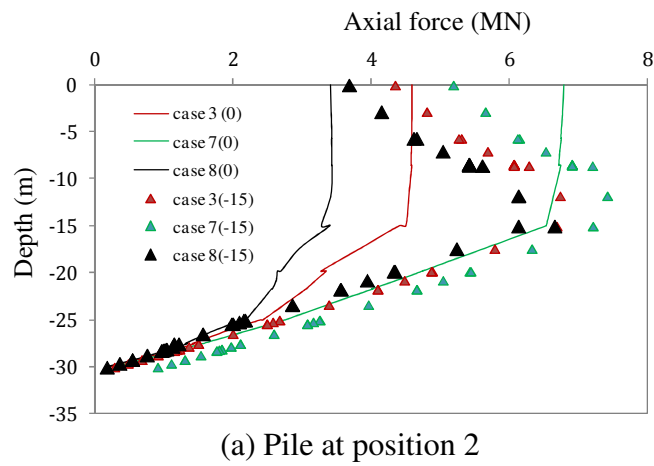 Axial force (MN)
0 2 4 6 8
0
-5
-10
-15
-20
-25
-30
-35
Depth (m)
case 3 (0)
case 7 (0)
case 8 (0)
case 3 (-15)
case 7 (-15)
case 8 (-15)
(a) Pile at position 2